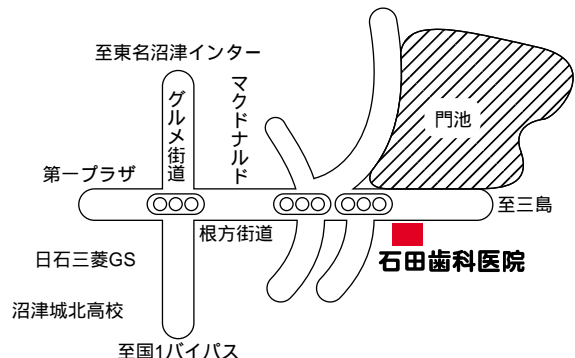 至東名沼津インター
グルメ街道
マクドナルド
門池
第一プラザ
至三島
根方街道
日石三菱GS
石田歯科医院
沼津城北高校
至国1バイパス